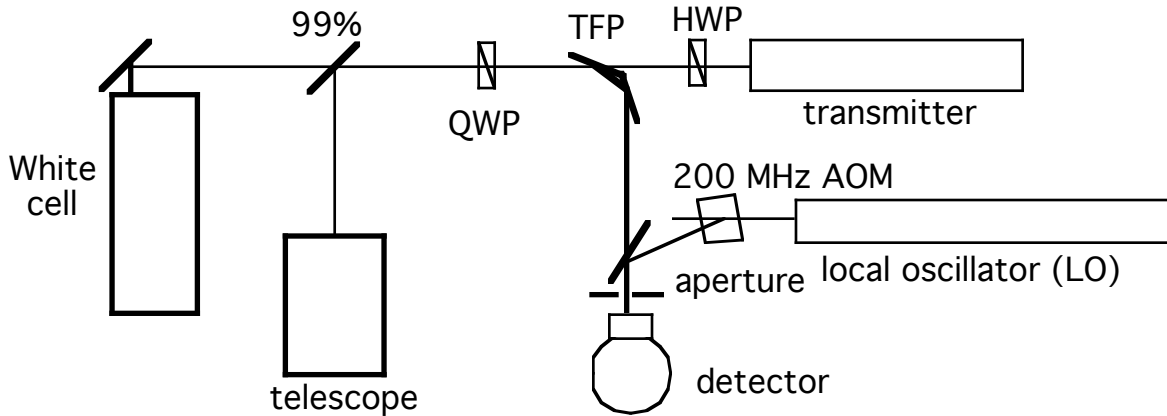 99%
TFP
HWP
QWP
transmitter
White
cell
200 MHz AOM
aperture
local oscillator (LO)
telescope
detector